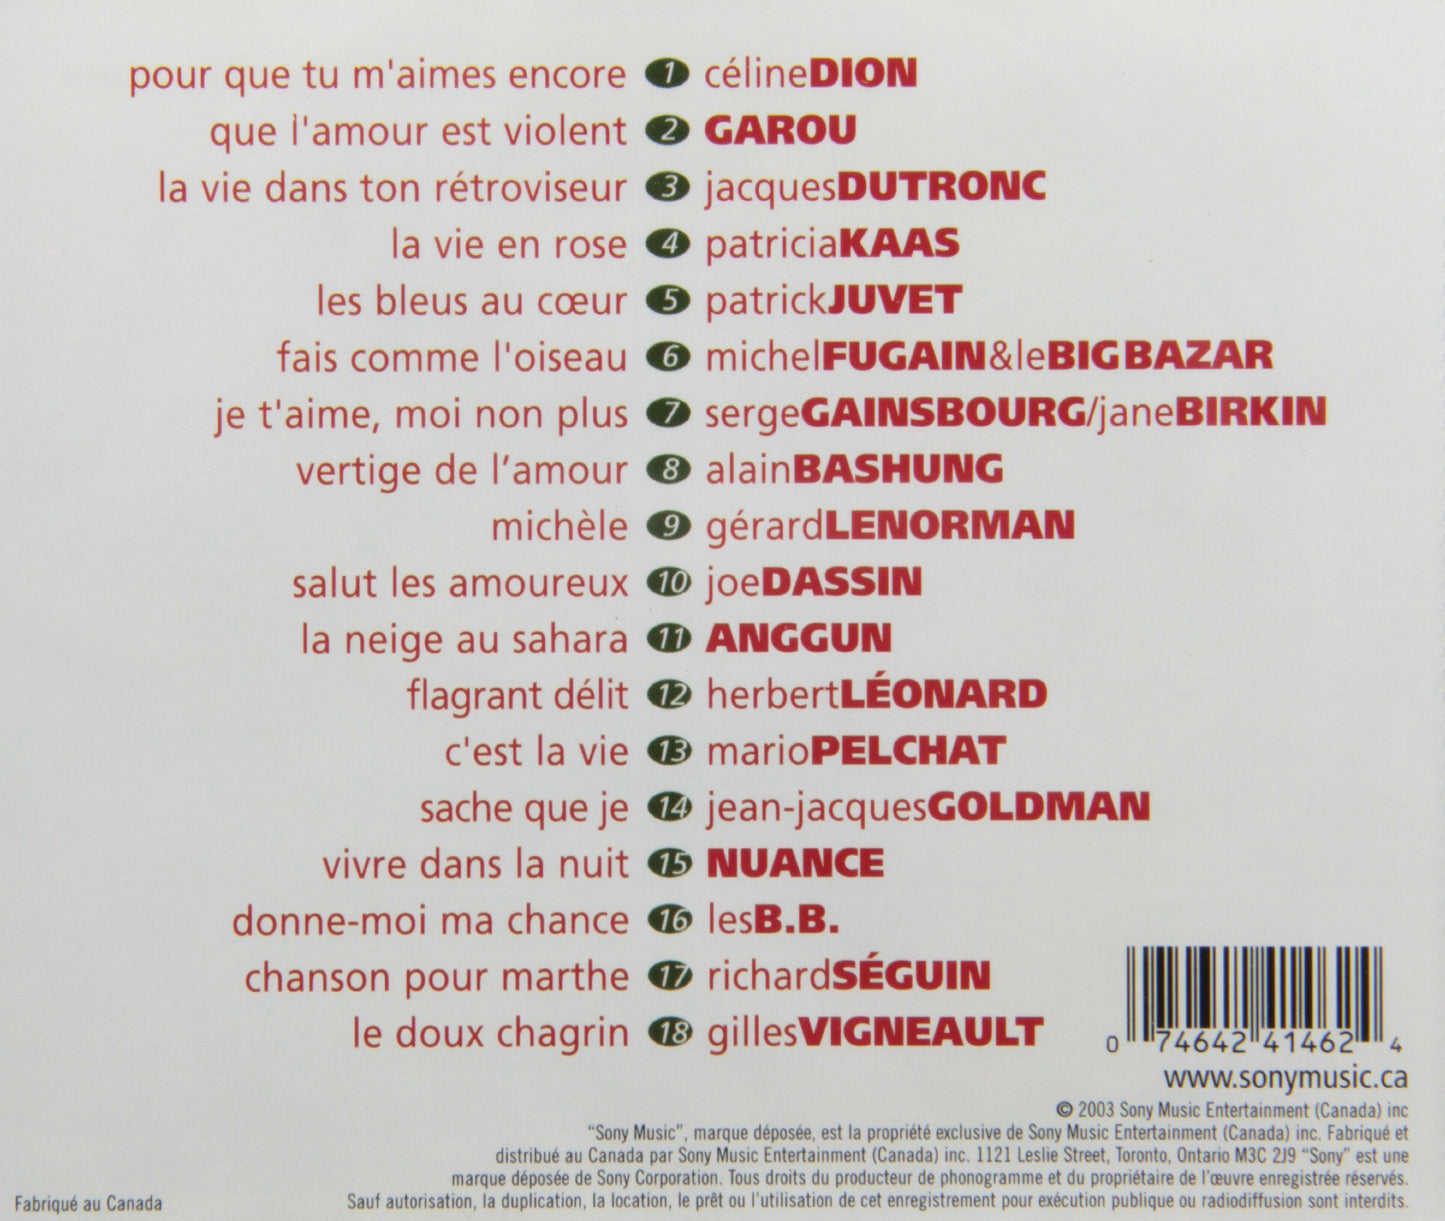 pour que tu m'aimes encore 1 célineDION
que l'amour est violent 2 GAROU
la vie dans ton rétroviseur 3 jacquesDUTRONC
la vie en rose 4 patriciaKAAS
les bleus au cœur 5 patrickJUVET
fais comme l'oiseau 6 michelFUGAIN&leBIG BAZAR
je t'aime, moi non plus 7 sergeGAINSBOURG/janeBIRKIN
vertige de l’amour 8 alainBASHUNG
michèle 9 gérardLENORMAN
salut les amoureux 10 joeDASSIN
la neige au sahara 11 ANGGUN
flagrant délit 12 herbertLÉONARD
c'est la vie 13 marioPELCHAT
sache que je 14 jean-jacquesGOLDMAN
vivre dans la nuit 15 NUANCE
donne-moi ma chance 16 lesB.B.
chanson pour marthe 17 richardSÉGUIN
le doux chagrin 18 gillesVIGNEAULT
0 74642 41462 4
www.sonymusic.ca
© 2003 Sony Music Entertainment (Canada) inc
“Sony Music”, marque déposée, est la propriété exclusive de Sony Music Entertainment (Canada) inc. Fabriqué et
distribué au Canada par Sony Music Entertainment (Canada) inc. 1121 Leslie Street, Toronto, Ontario M3C 2J9 “Sony” est une
marque déposée de Sony Corporation. Tous droits du producteur de phonogramme et du propriétaire de l’œuvre enregistrée réservés.
Sauf autorisation, la duplication, la location, le prêt ou l’utilisation de cet enregistrement pour exécution publique ou radiodiffusion sont interdits.
Fabriqué au Canada